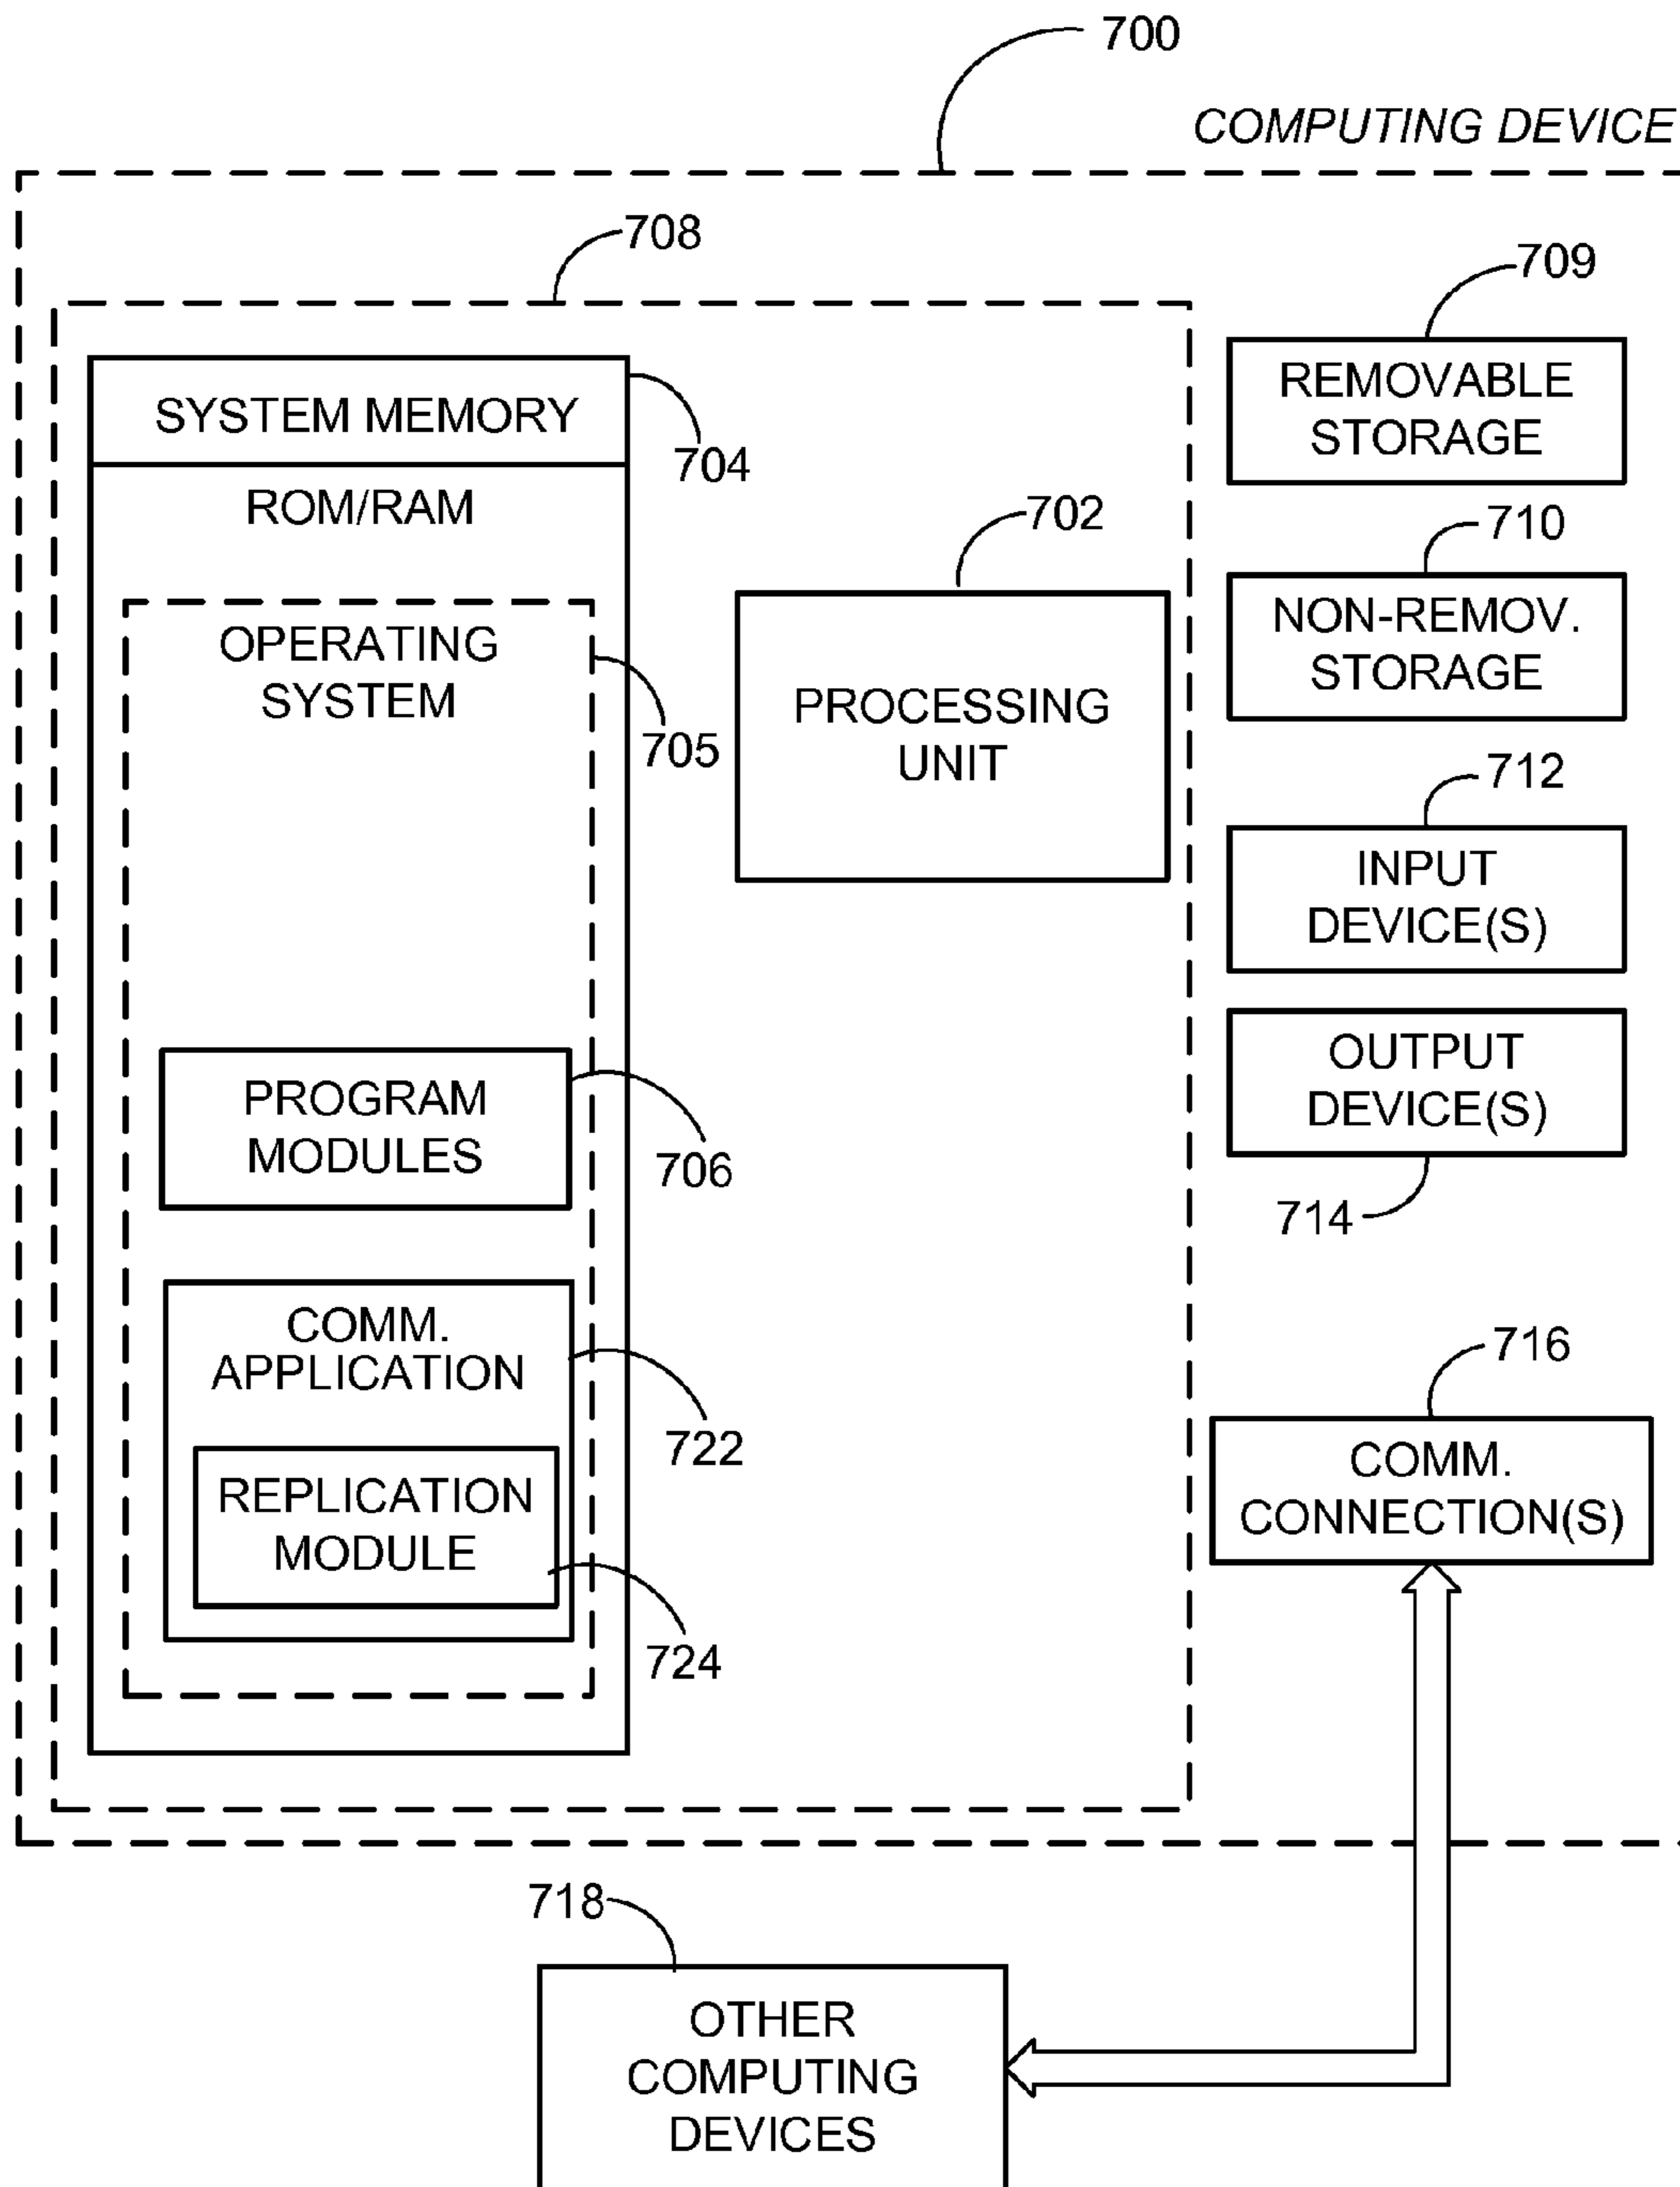 700
COMPUTING DEVICE
708
709
SYSTEM MEMORY
704
REMOVABLE
STORAGE
ROM/RAM
702
710
OPERATING
SYSTEM
705
PROCESSING
UNIT
NON-REMOV.
STORAGE
712
INPUT
DEVICE(S)
PROGRAM
MODULES
706
OUTPUT
DEVICE(S)
714
COMM.
APPLICATION
722
716
REPLICATION
MODULE
724
COMM.
CONNECTION(S)
718
OTHER
COMPUTING
DEVICES